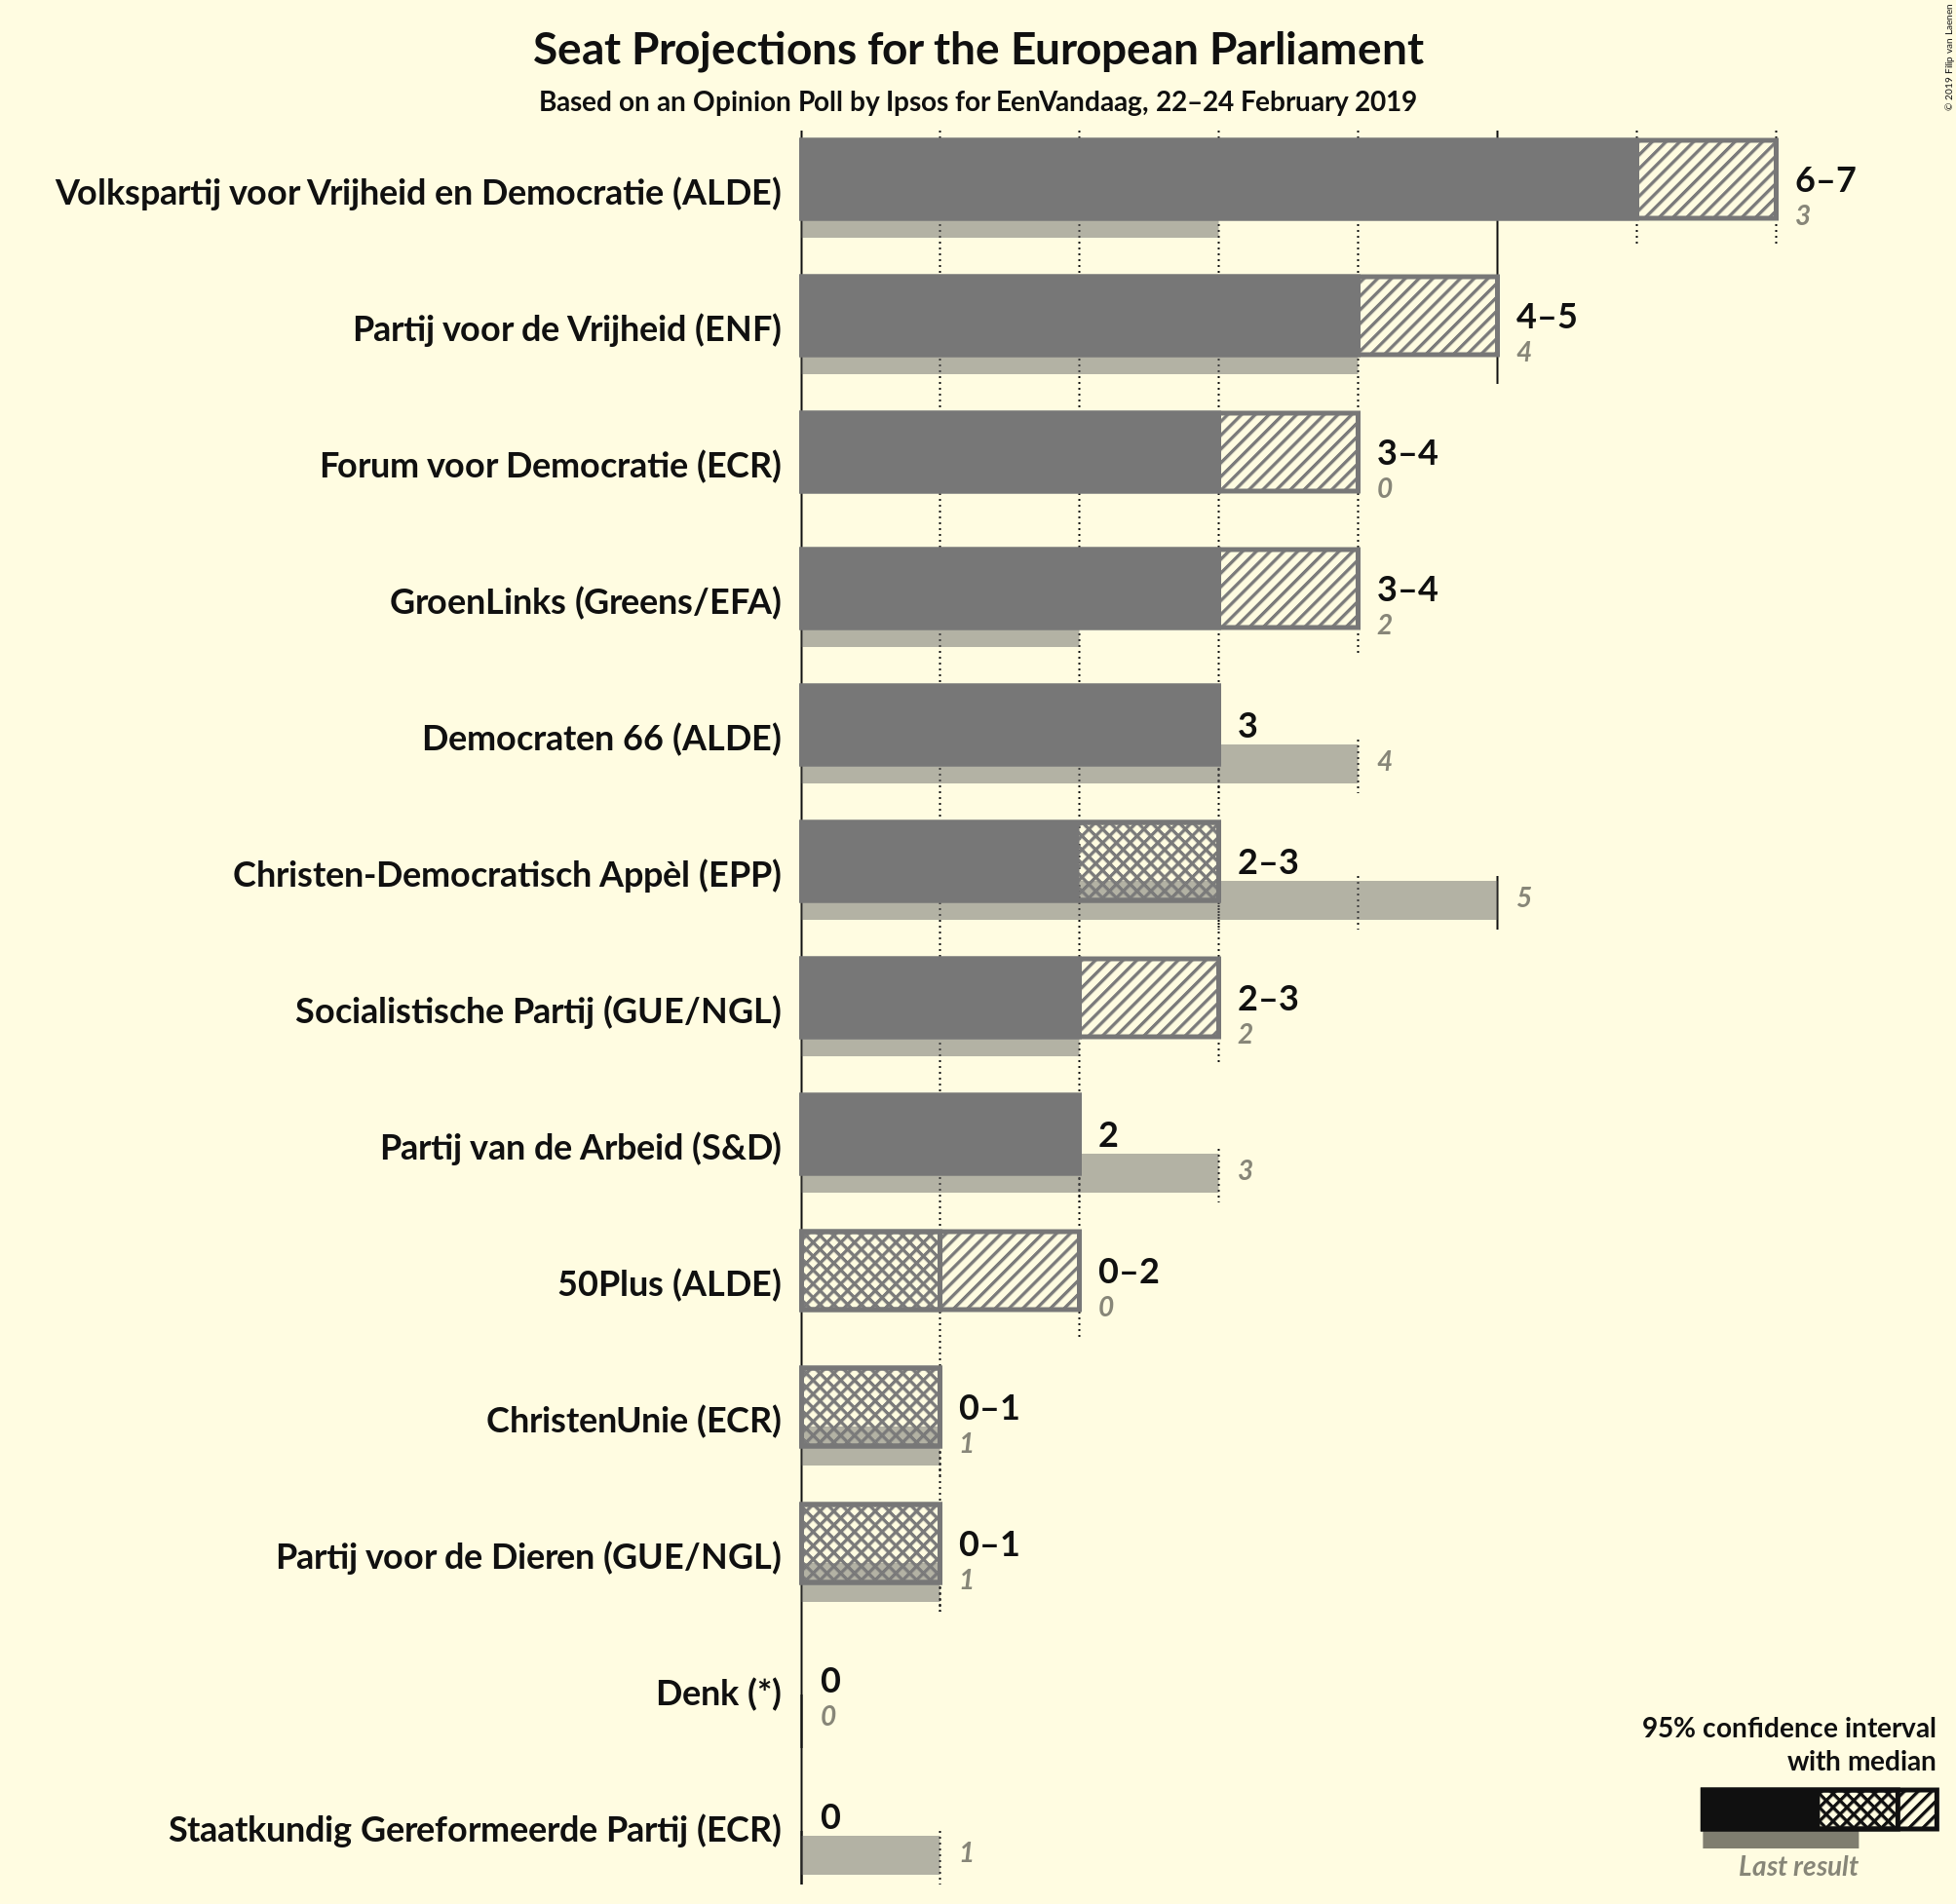 Seat Projections for the European Parliament
Based on an Opinion Poll by Ipsos for EenVandaag, 22–24 February 2019
© 2019 Filip van Laenen
Volkspartij voor Vrijheid en Democratie (ALDE)
6–7
3
Partij voor de Vrijheid (ENF)
4–5
4
Forum voor Democratie (ECR)
3–4
0
GroenLinks (Greens/EFA)
3–4
2
Democraten 66 (ALDE)
3
4
Christen-Democratisch Appèl (EPP)
2–3
5
Socialistische Partij (GUE/NGL)
2–3
2
Partij van de Arbeid (S&D)
2
3
50Plus (ALDE)
0–2
0
ChristenUnie (ECR)
0–1
1
Partij voor de Dieren (GUE/NGL)
0–1
1
Denk (*)
0
0
Staatkundig Gereformeerde Partij (ECR)
0
1
95% confidence interval
with median
Last result